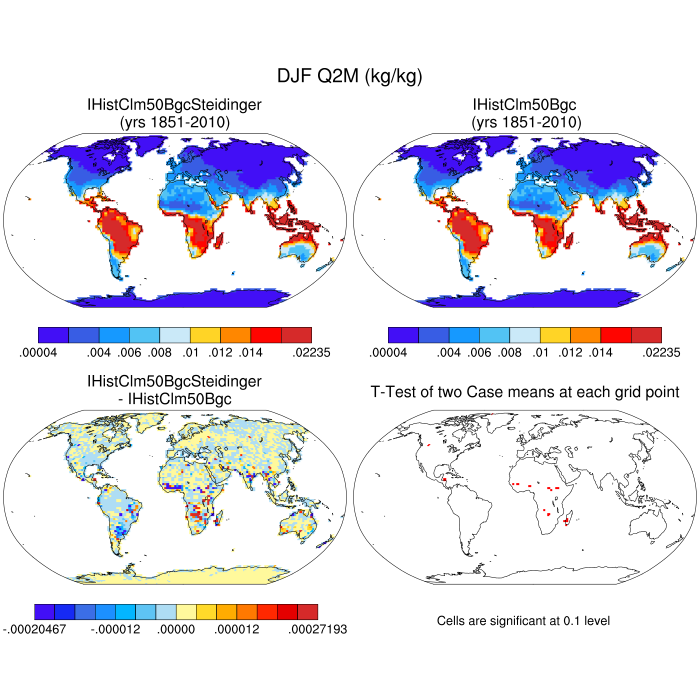 DJF Q2M (kg/kg)
IHistClm50BgcSteidinger
(yrs 1851-2010)
IHistClm50Bgc
(yrs 1851-2010)
.00004 .004 .006 .008 .01 .012 .014 .02235
.00004 .004 .006 .008 .01 .012 .014 .02235
IHistClm50BgcSteidinger
- IHistClm50Bgc
T-Test of two Case means at each grid point
-.00020467 -.000012 .00000 .000012 .00027193
Cells are significant at 0.1 level